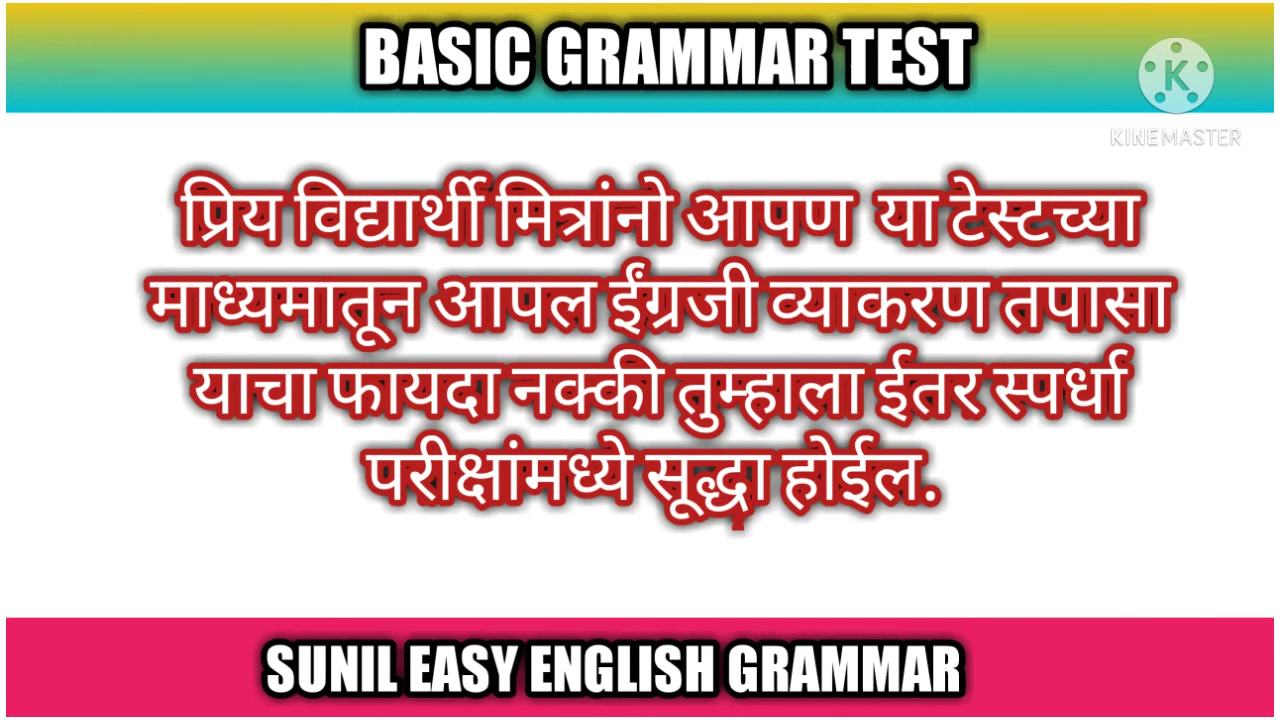 BASIC GRAMMAR TEST
K
KINEMASTER
प्रिय विद्यार्थी मित्रांनो आपण या टेस्टच्या
माध्यमातून आपल ईंग्रजी व्याकरण तपासा
याचा फायदा नक्की तुम्हाला ईतर स्पर्धा
परीक्षांमध्ये सूद्धा होईल.
SUNIL EASY ENGLISH GRAMMAR